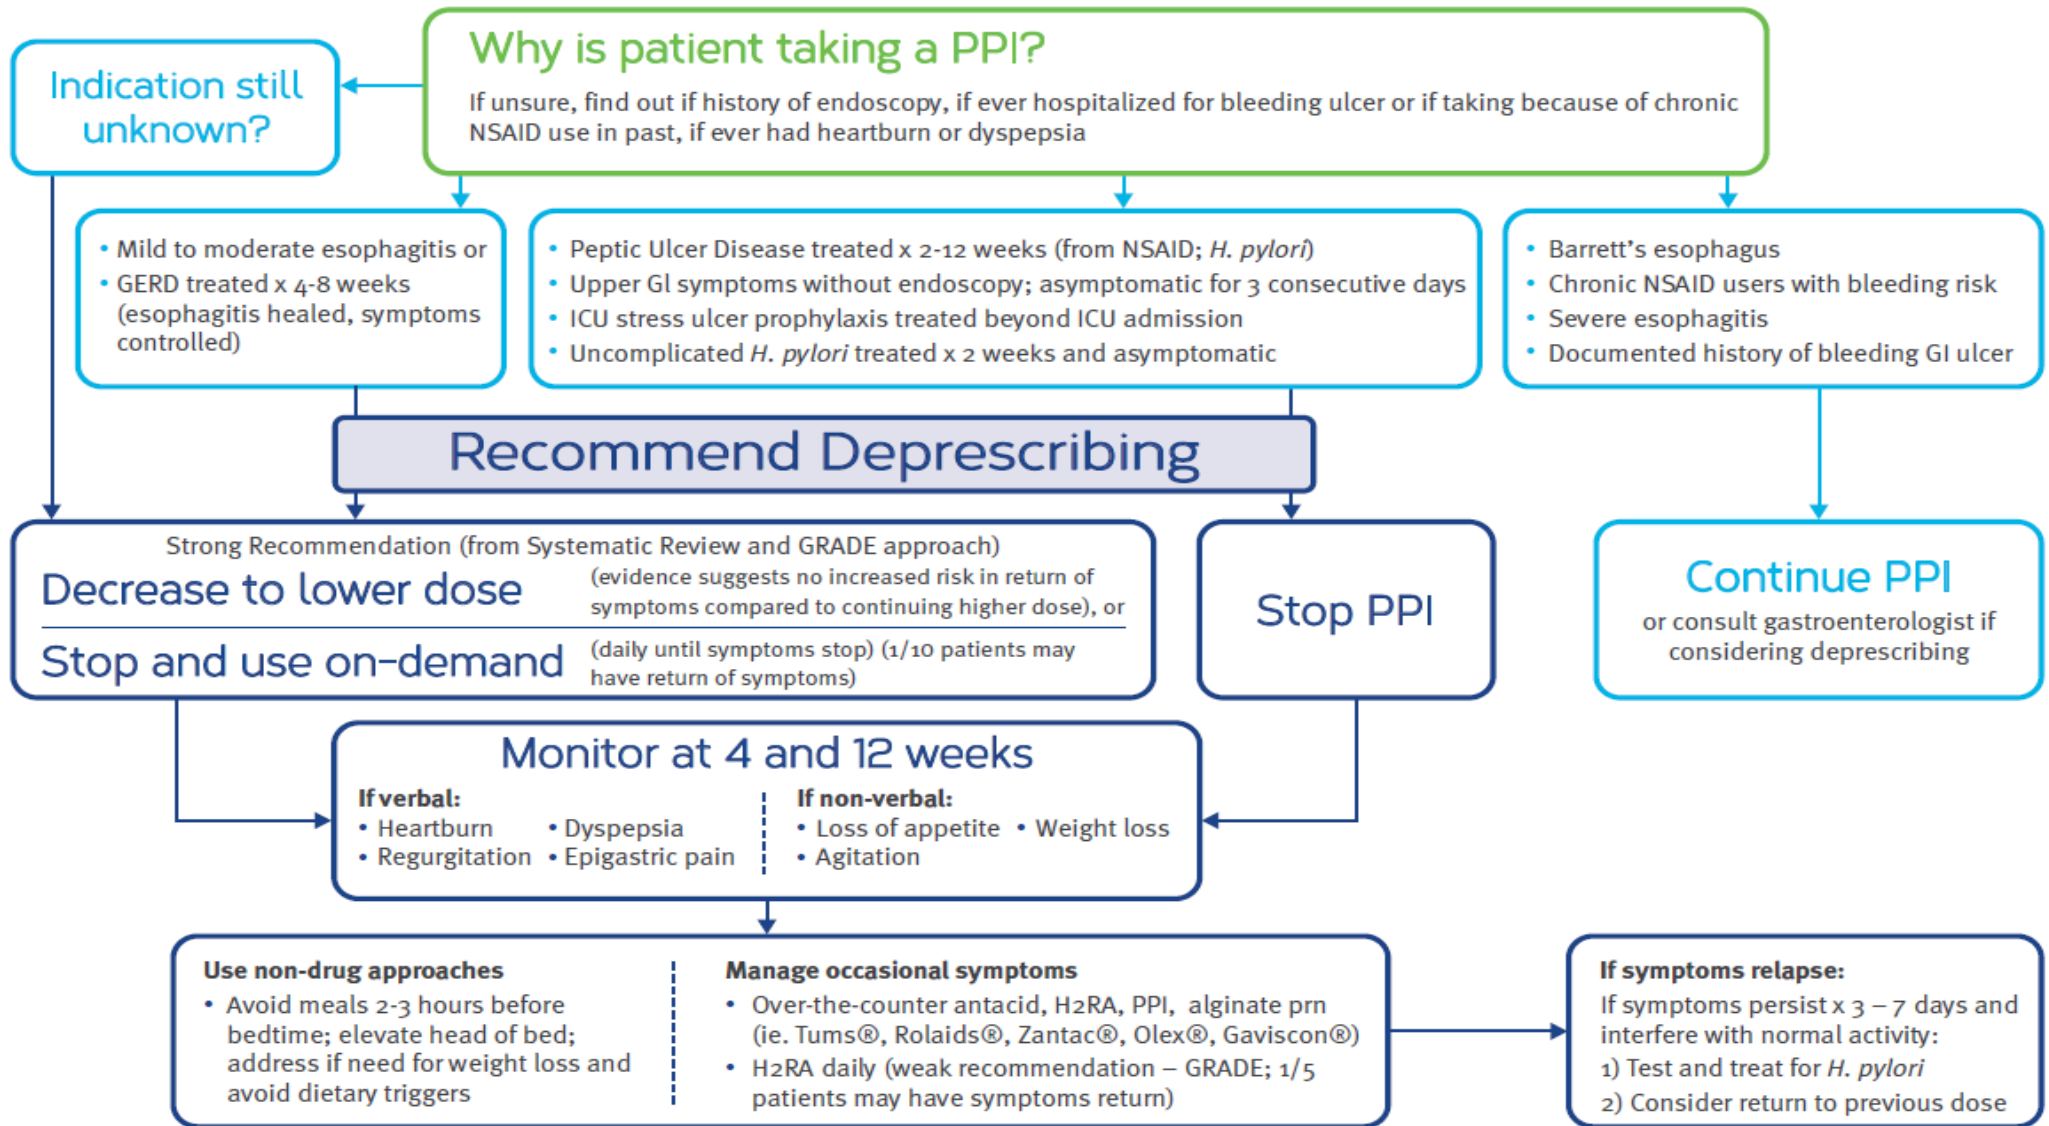 Why is patient taking a PPI?
If unsure, find out if history of endoscopy, if ever hospitalized for bleeding ulcer or if taking because of chronic
NSAID use in past, if ever had heartburn or dyspepsia
Indication still
unknown?
• Mild to moderate esophagitis or
• GERD treated x 4-8 weeks
(esophagitis healed, symptoms
controlled)
• Peptic Ulcer Disease treated x 2-12 weeks (from NSAID; H. pylori)
• Upper GI symptoms without endoscopy; asymptomatic for 3 consecutive days
• ICU stress ulcer prophylaxis treated beyond ICU admission
• Uncomplicated H. pylori treated x 2 weeks and asymptomatic
• Barrett's esophagus
• Chronic NSAID users with bleeding risk
• Severe esophagitis
• Documented history of bleeding GI ulcer
Recommend Deprescribing
Strong Recommendation (from Systematic Review and GRADE approach)
Decrease to lower dose
(evidence suggests no increased risk in return of
symptoms compared to continuing higher dose), or
Stop and use on-demand
(daily until symptoms stop) (1/10 patients may
have return of symptoms)
Stop PPI
Continue PPI
or consult gastroenterologist if
considering deprescribing
Monitor at 4 and 12 weeks
If verbal:
• Heartburn
• Dyspepsia
• Regurgitation
• Epigastric pain
If non-verbal:
• Loss of appetite
• Weight loss
• Agitation
Use non-drug approaches
• Avoid meals 2-3 hours before
bedtime; elevate head of bed;
address if need for weight loss and
avoid dietary triggers
Manage occasional symptoms
• Over-the-counter antacid, H2RA, PPI, alginate prn
(ie. Tums®, Rolaids®, Zantac®, Olex®, Gaviscon®)
• H2RA daily (weak recommendation – GRADE; 1/5
patients may have symptoms return)
If symptoms relapse:
If symptoms persist x 3 – 7 days and
interfere with normal activity:
1) Test and treat for H. pylori
2) Consider return to previous dose